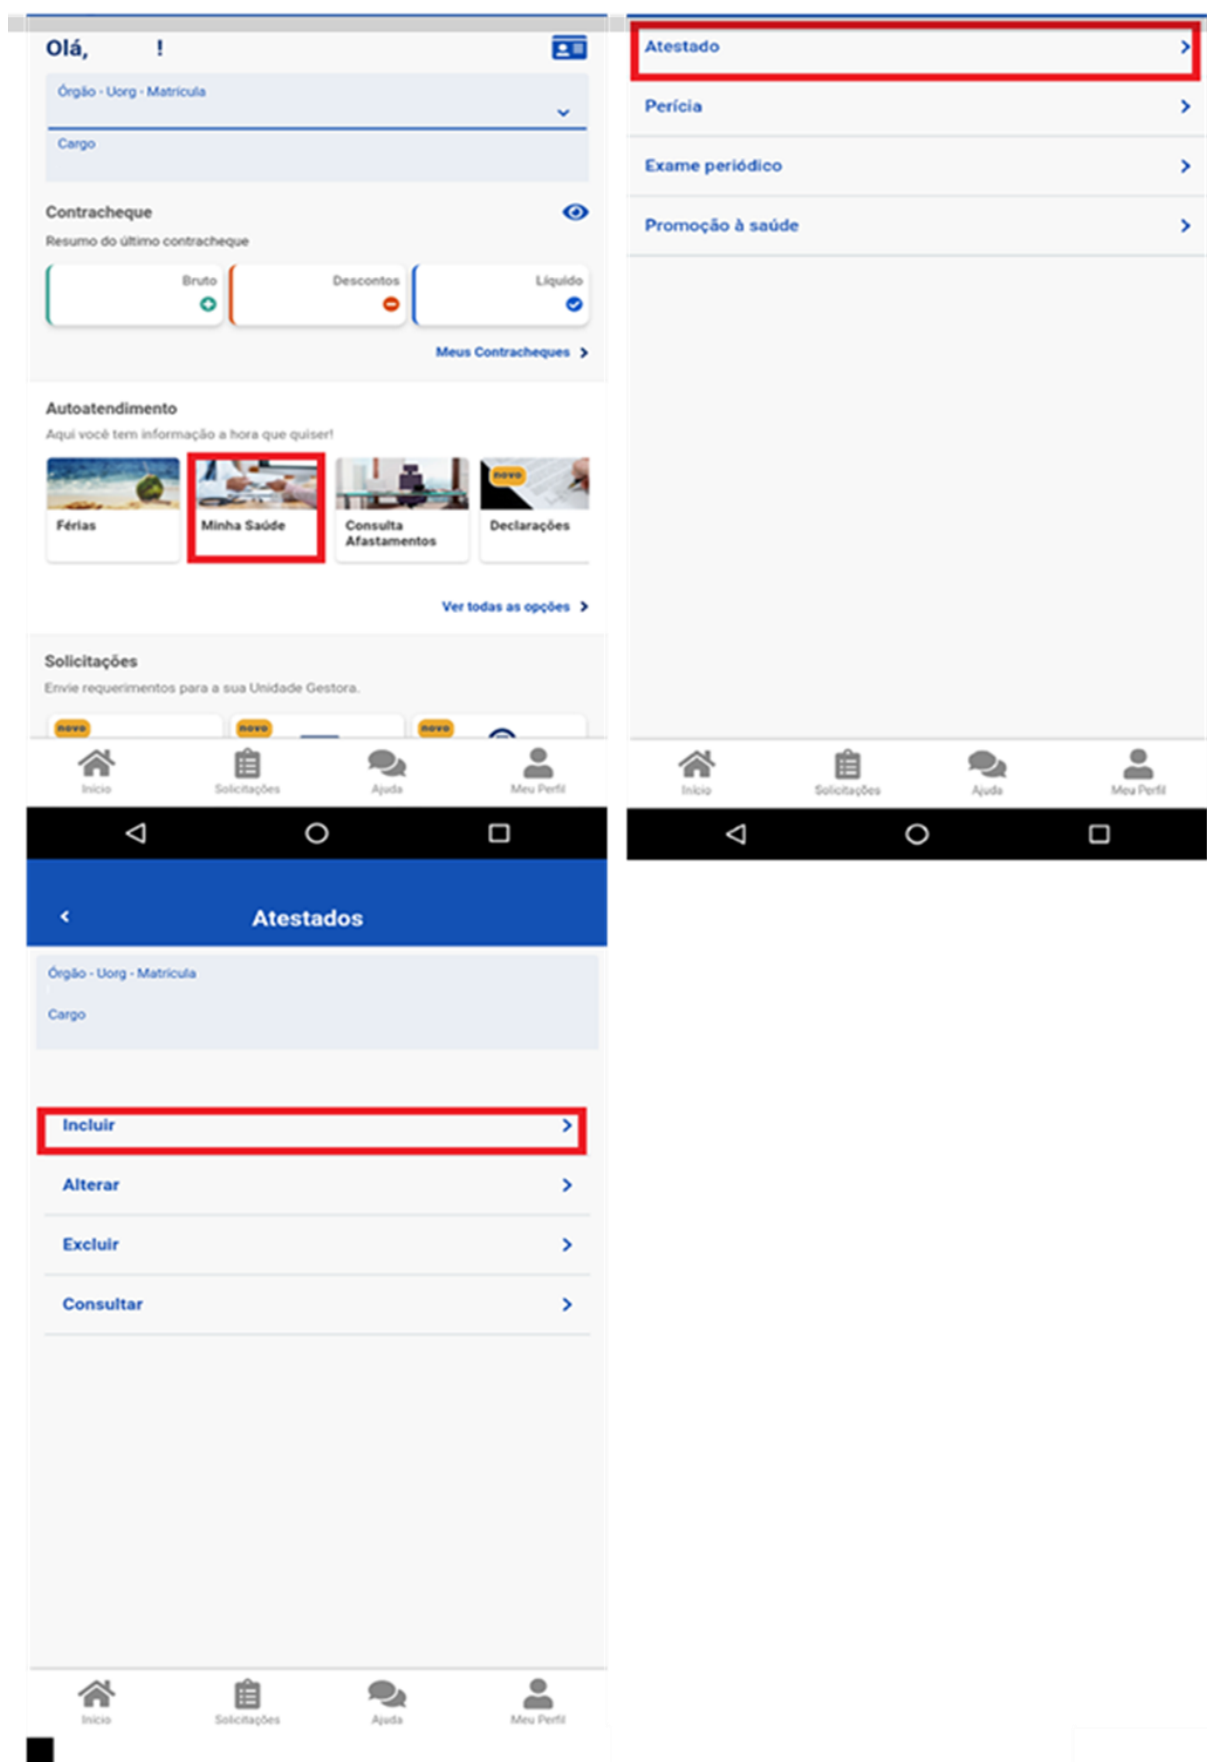 Olá, !
Órgão - Uorg - Matrícula
Cargo
Contracheque
Resumo do último contracheque
Bruto
Descontos
Líquido
Meus Contracheques
Autoatendimento
Aqui você tem informação a hora que quiser!
novo
Férias
Minha Saúde
Consulta
Afastamentos
Declarações
Ver todas as opções
Solicitações
Envie requerimentos para a sua Unidade Gestora.
novo
novo
novo
Início
Solicitações
Ajuda
Meu Perfil
Atestado
Perícia
Exame periódico
Promoção à saúde
Início
Solicitações
Ajuda
Meu Perfil
Atestados
Órgão - Uorg - Matrícula
Cargo
Incluir
Alterar
Excluir
Consultar
Início
Solicitações
Ajuda
Meu Perfil